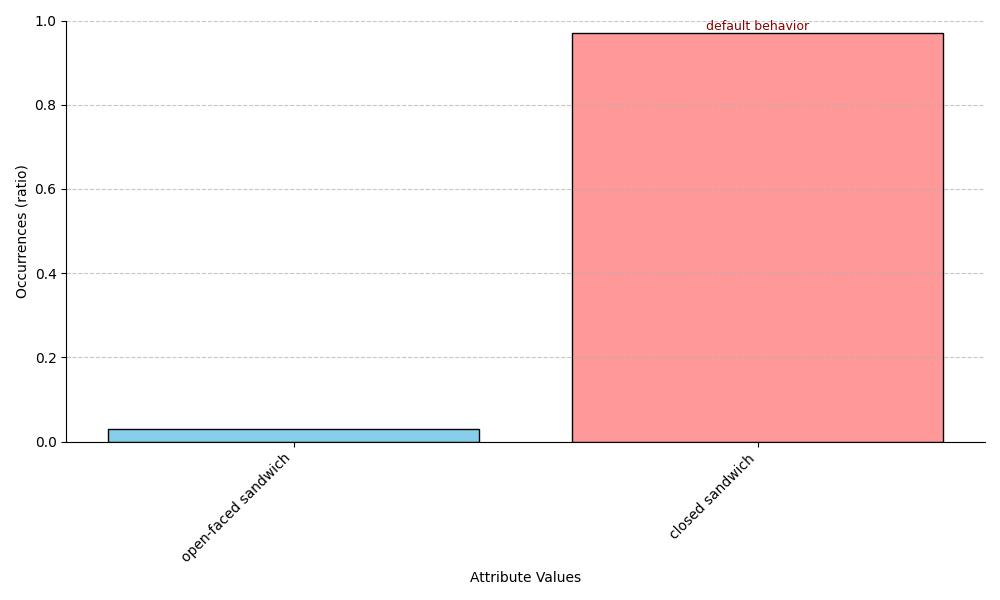 1.0
default behavior
0.8
0.6
0.4
0.2
0.0
Occurrences (ratio)
open-faced sandwich
closed sandwich
Attribute Values